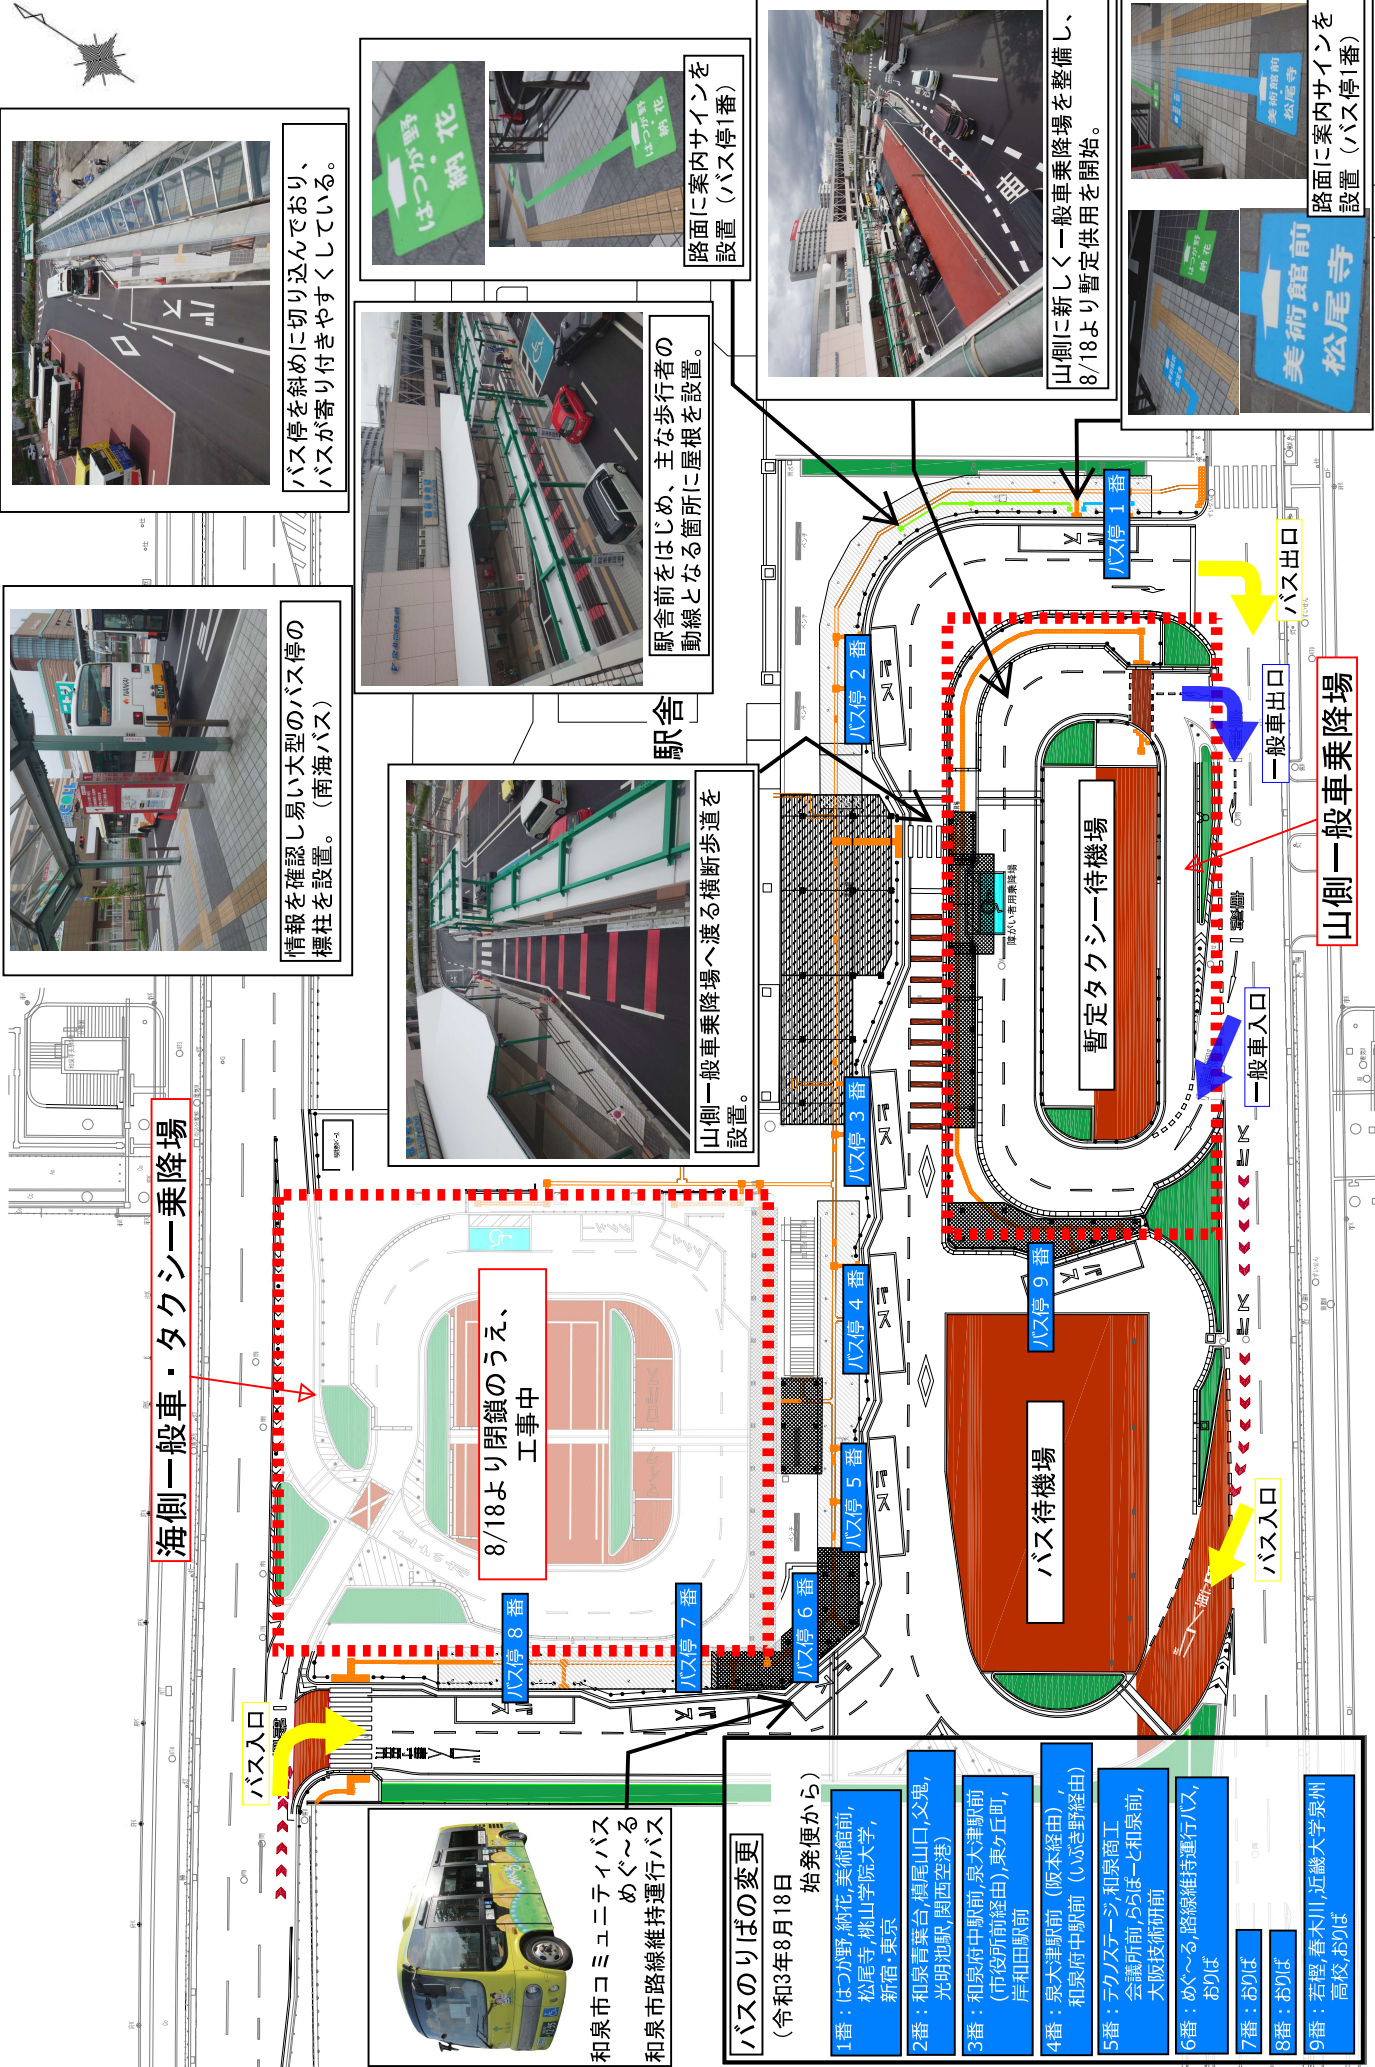 バス停を斜めに切り込んでおり、
バスが寄り付きやすくしている。
はつが野
・
納花
路面に案内サインを
設置（バス停1番）
山側に新しく一般車乗降場を整備し、
8/18より暫定供用を開始。
美術館前
・
松尾寺
路面に案内サインを
設置（バス停1番）
情報を確認し易い大型のバス停の
標柱を設置。（南海バス）
駅舎前をはじめ、主な歩行者の
動線となる箇所に屋根を設置。
山側一般車乗降場へ渡る横断歩道を
設置。
駅舎
海側一般車・タクシー乗降場
8/18より閉鎖のうえ、
工事中
バス停 1 番
バス停 2 番
バス停 3 番
バス停 4 番
バス停 5 番
バス停 6 番
バス停 7 番
バス停 8 番
バス停 9 番
障がい者用乗降場
暫定タクシー待機場
バス待機場
山側一般車乗降場
バス出口
一般車出口
一般車入口
バス入口
バス入口
和泉市コミュニティバス
めぐ～る
和泉市路線維持運行バス
バスのりばの変更
（令和3年8月18日
始発便から）
1番：はつが野,納花,美術館前,
松尾寺,桃山学院大学,
新宿・東京
2番：和泉青葉台,槇尾山口,父鬼,
光明池駅,関西空港）
3番：和泉府中駅前,泉大津駅前
（市役所前経由）,東ヶ丘町,
岸和田駅前
4番：泉大津駅前（阪本経由）,
和泉府中駅前（いぶき野経由）
5番：テクノステージ,和泉商工
会議所前,ららぽーと和泉前,
大阪技術研前
6番：めぐ～る,路線維持運行バス,
おりば
7番：おりば
8番：おりば
9番：若樫,春木川,近畿大学泉州
高校,おりば